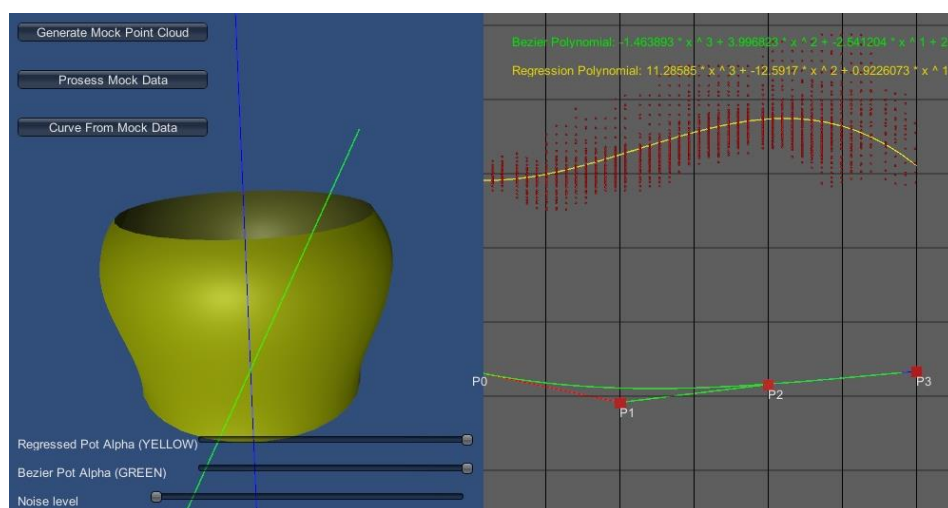 Generate Mock Point Cloud
Prosess Mock Data
Curve From Mock Data
Regressed Pot Alpha (YELLOW)
Bezier Pot Alpha (GREEN)
Noise level
Bezier Polynomial: -1.463893 * x ^ 3 + 3.996823 * x ^ 2 + -2.541204 * x ^ 1 + 2
Regression Polynomial: 11.28585 * x ^ 3 + -12.5917 * x ^ 2 + 0.9226073 * x ^ 1
P0
P1
P2
P3